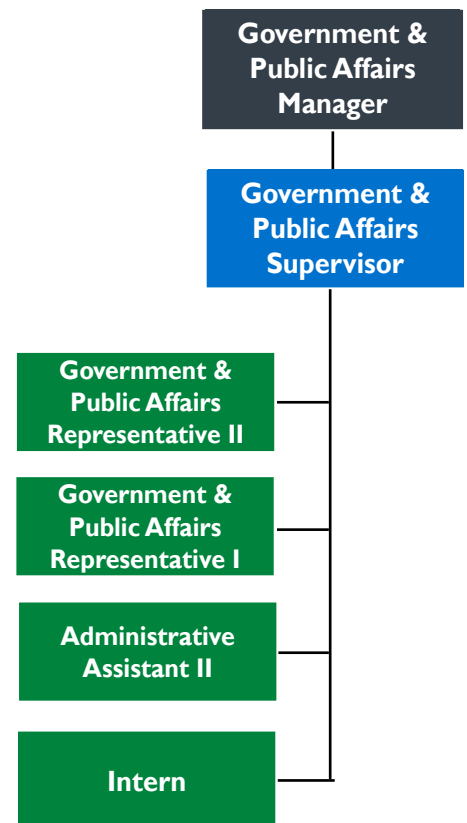 Government &
Public Affairs
Manager
Government &
Public Affairs
Supervisor
Government &
Public Affairs
Representative II
Government &
Public Affairs
Representative I
Administrative
Assistant II
Intern